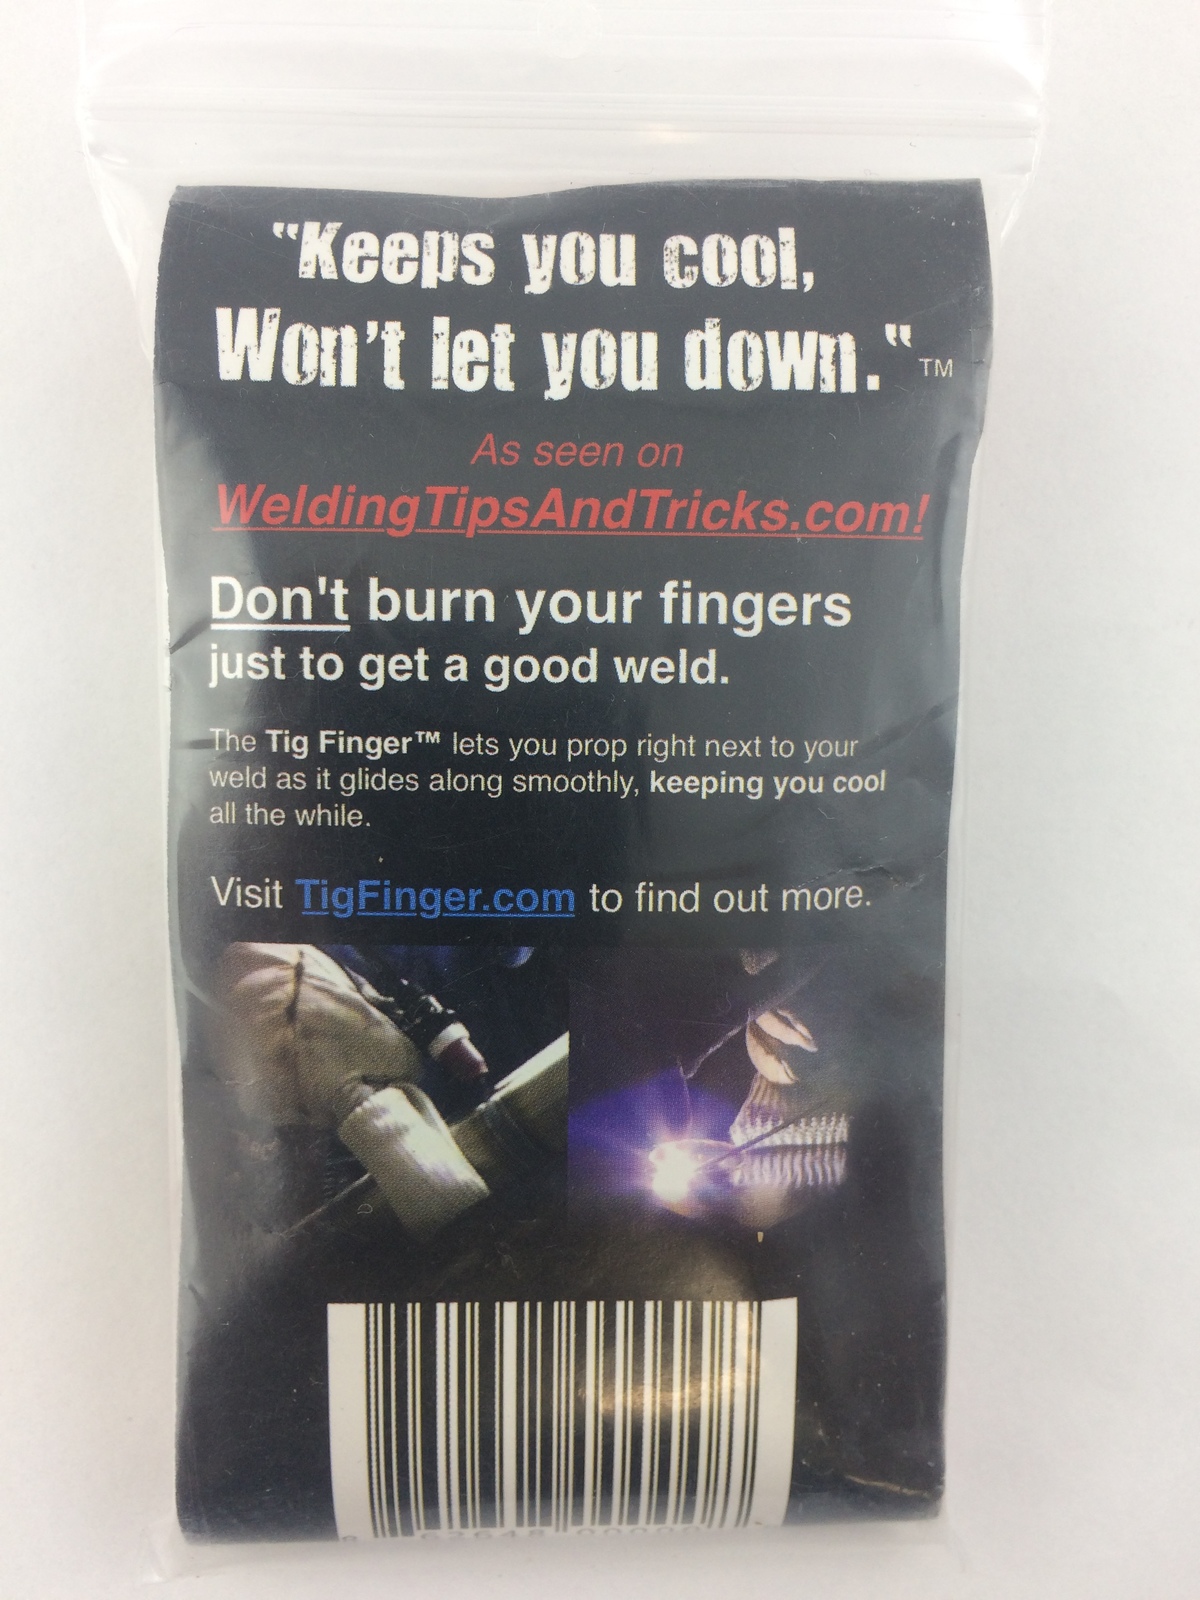 “Keeps you cool,
Won’t let you down.“™
As seen on
WeldingTipsAndTricks.com!
Don't burn your fingers
just to get a good weld.
The Tig Finger™ lets you prop right next to your
weld as it glides along smoothly, keeping you cool
all the while.
Visit TigFinger.com to find out more.